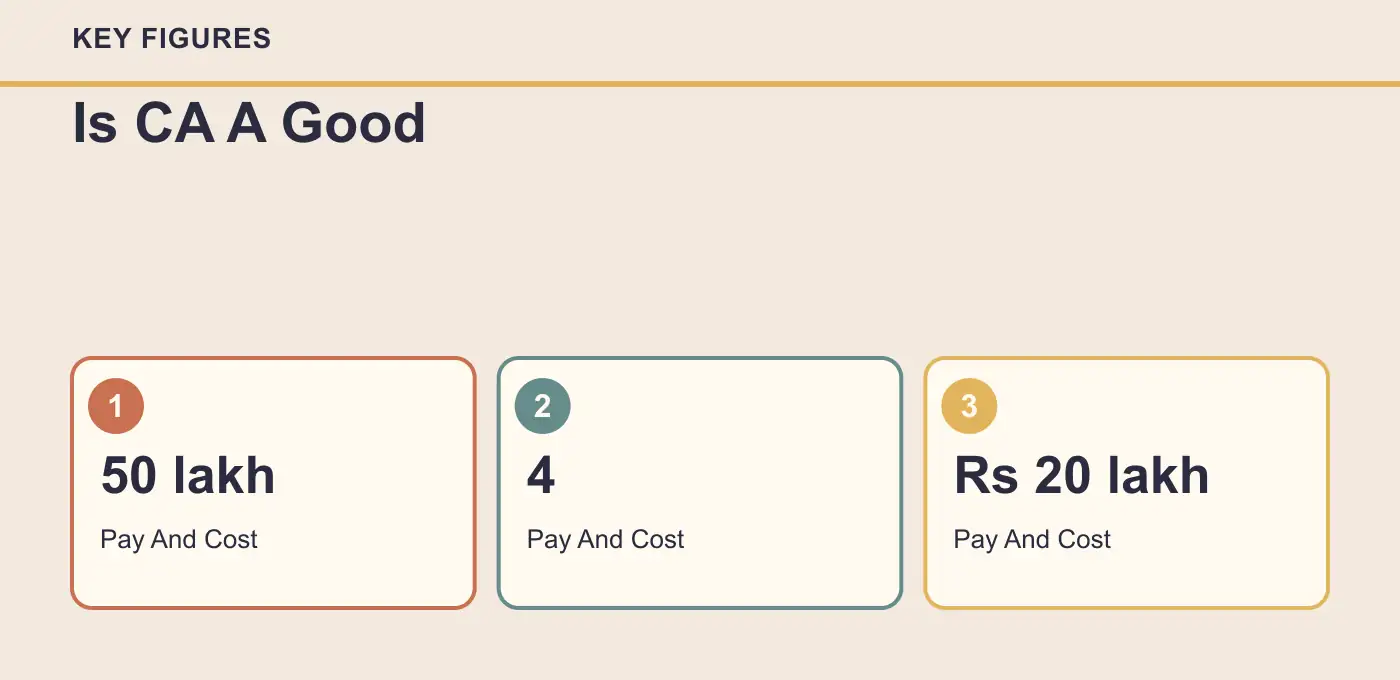 KEY FIGURES
Is CA A Good
1
50 lakh
Pay And Cost
2
4
Pay And Cost
3
Rs 20 lakh
Pay And Cost